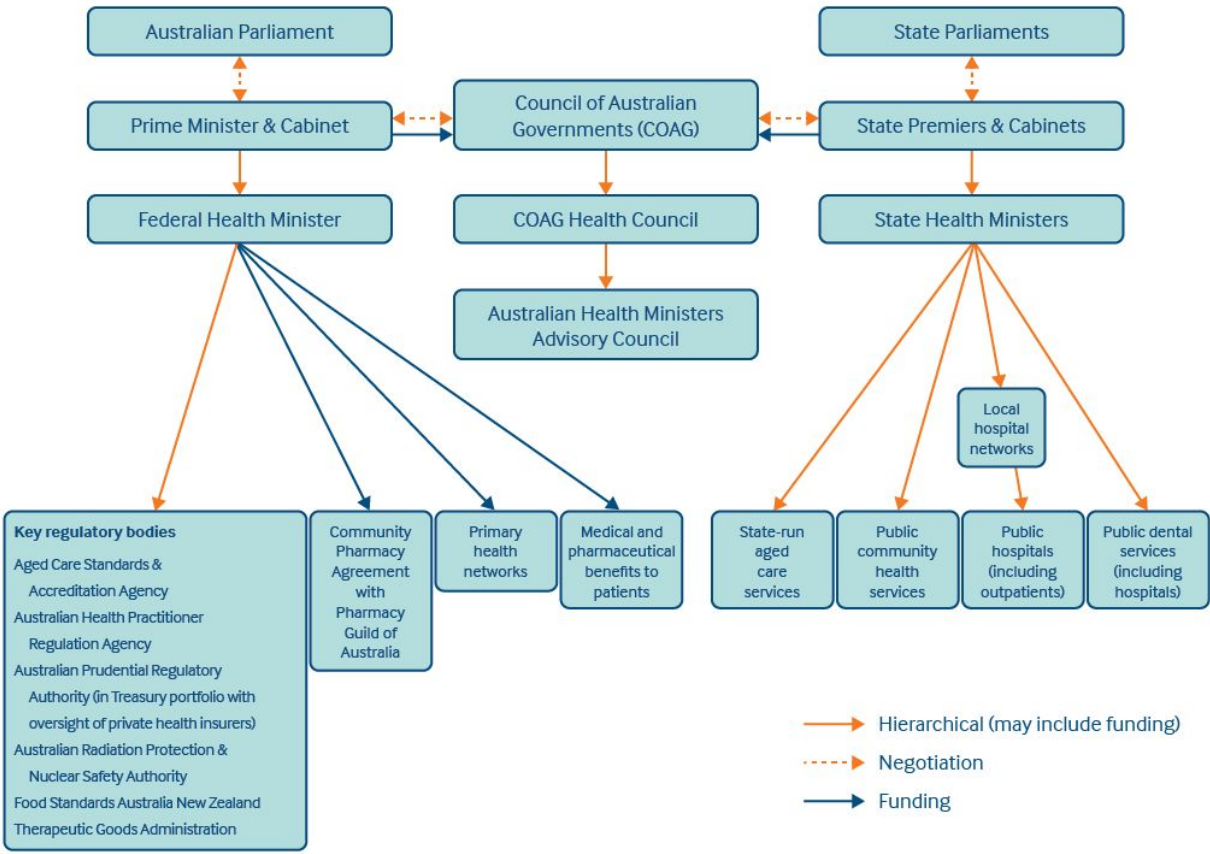 Australian Parliament
State Parliaments
Prime Minister & Cabinet
Council of Australian
Governments (COAG)
State Premiers & Cabinets
Federal Health Minister
COAG Health Council
State Health Ministers
Australian Health Ministers
Advisory Council
Local
hospital
networks
Key regulatory bodies
Aged Care Standards &
Accreditation Agency
Australian Health Practitioner
Regulation Agency
Australian Prudential Regulatory
Authority (in Treasury portfolio with
oversight of private health insurers)
Australian Radiation Protection &
Nuclear Safety Authority
Food Standards Australia New Zealand
Therapeutic Goods Administration
Community
Pharmacy
Agreement
with
Pharmacy
Guild of
Australia
Primary
health
networks
Medical and
pharmaceutical
benefits to
patients
State-run
aged
care
services
Public
community
health
services
Public
hospitals
(including
outpatients)
Public dental
services
(including
hospitals)
Hierarchical (may include funding)
Negotiation
Funding